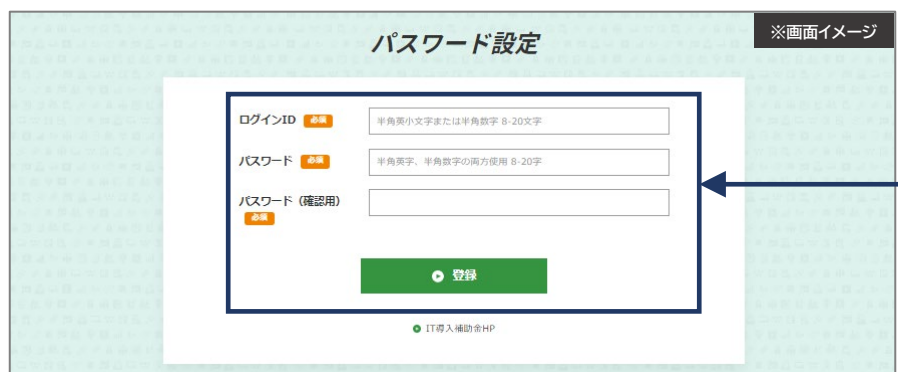 ※画面イメージ
パスワード設定
ログインID 必須
半角英小文字または半角数字 8-20文字
パスワード 必須
半角英字、半角数字の両方使用 8-20字
パスワード（確認用）
必須
登録
IT導入補助金HP